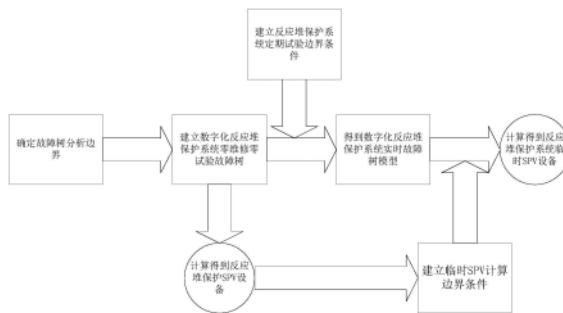 建立反应堆保护系
统定期试验边界条
件
确定故障树分析边
界
建立数字化反应堆
保护系统零维修零
试验故障树
得到数字化反应堆
保护系统实时故障
树模型
计算得到反应
堆保护系统临
时SPV设备
计算得到反应
堆保护SPV设
备
建立临时SPV计算
边界条件